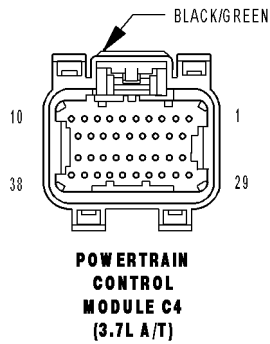 BLACK/GREEN
10
1
38
29
POWERTRAIN
CONTROL
MODULE C4
(3.7L A/T)